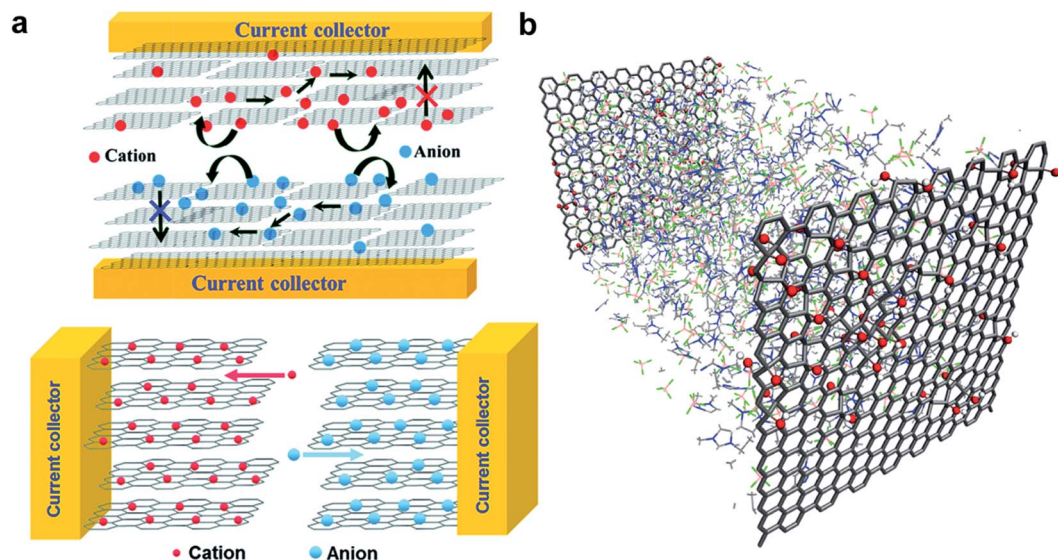 a
Current collector
Cation
Anion
Current collector
Current collector
Current collector
Cation
Anion
b